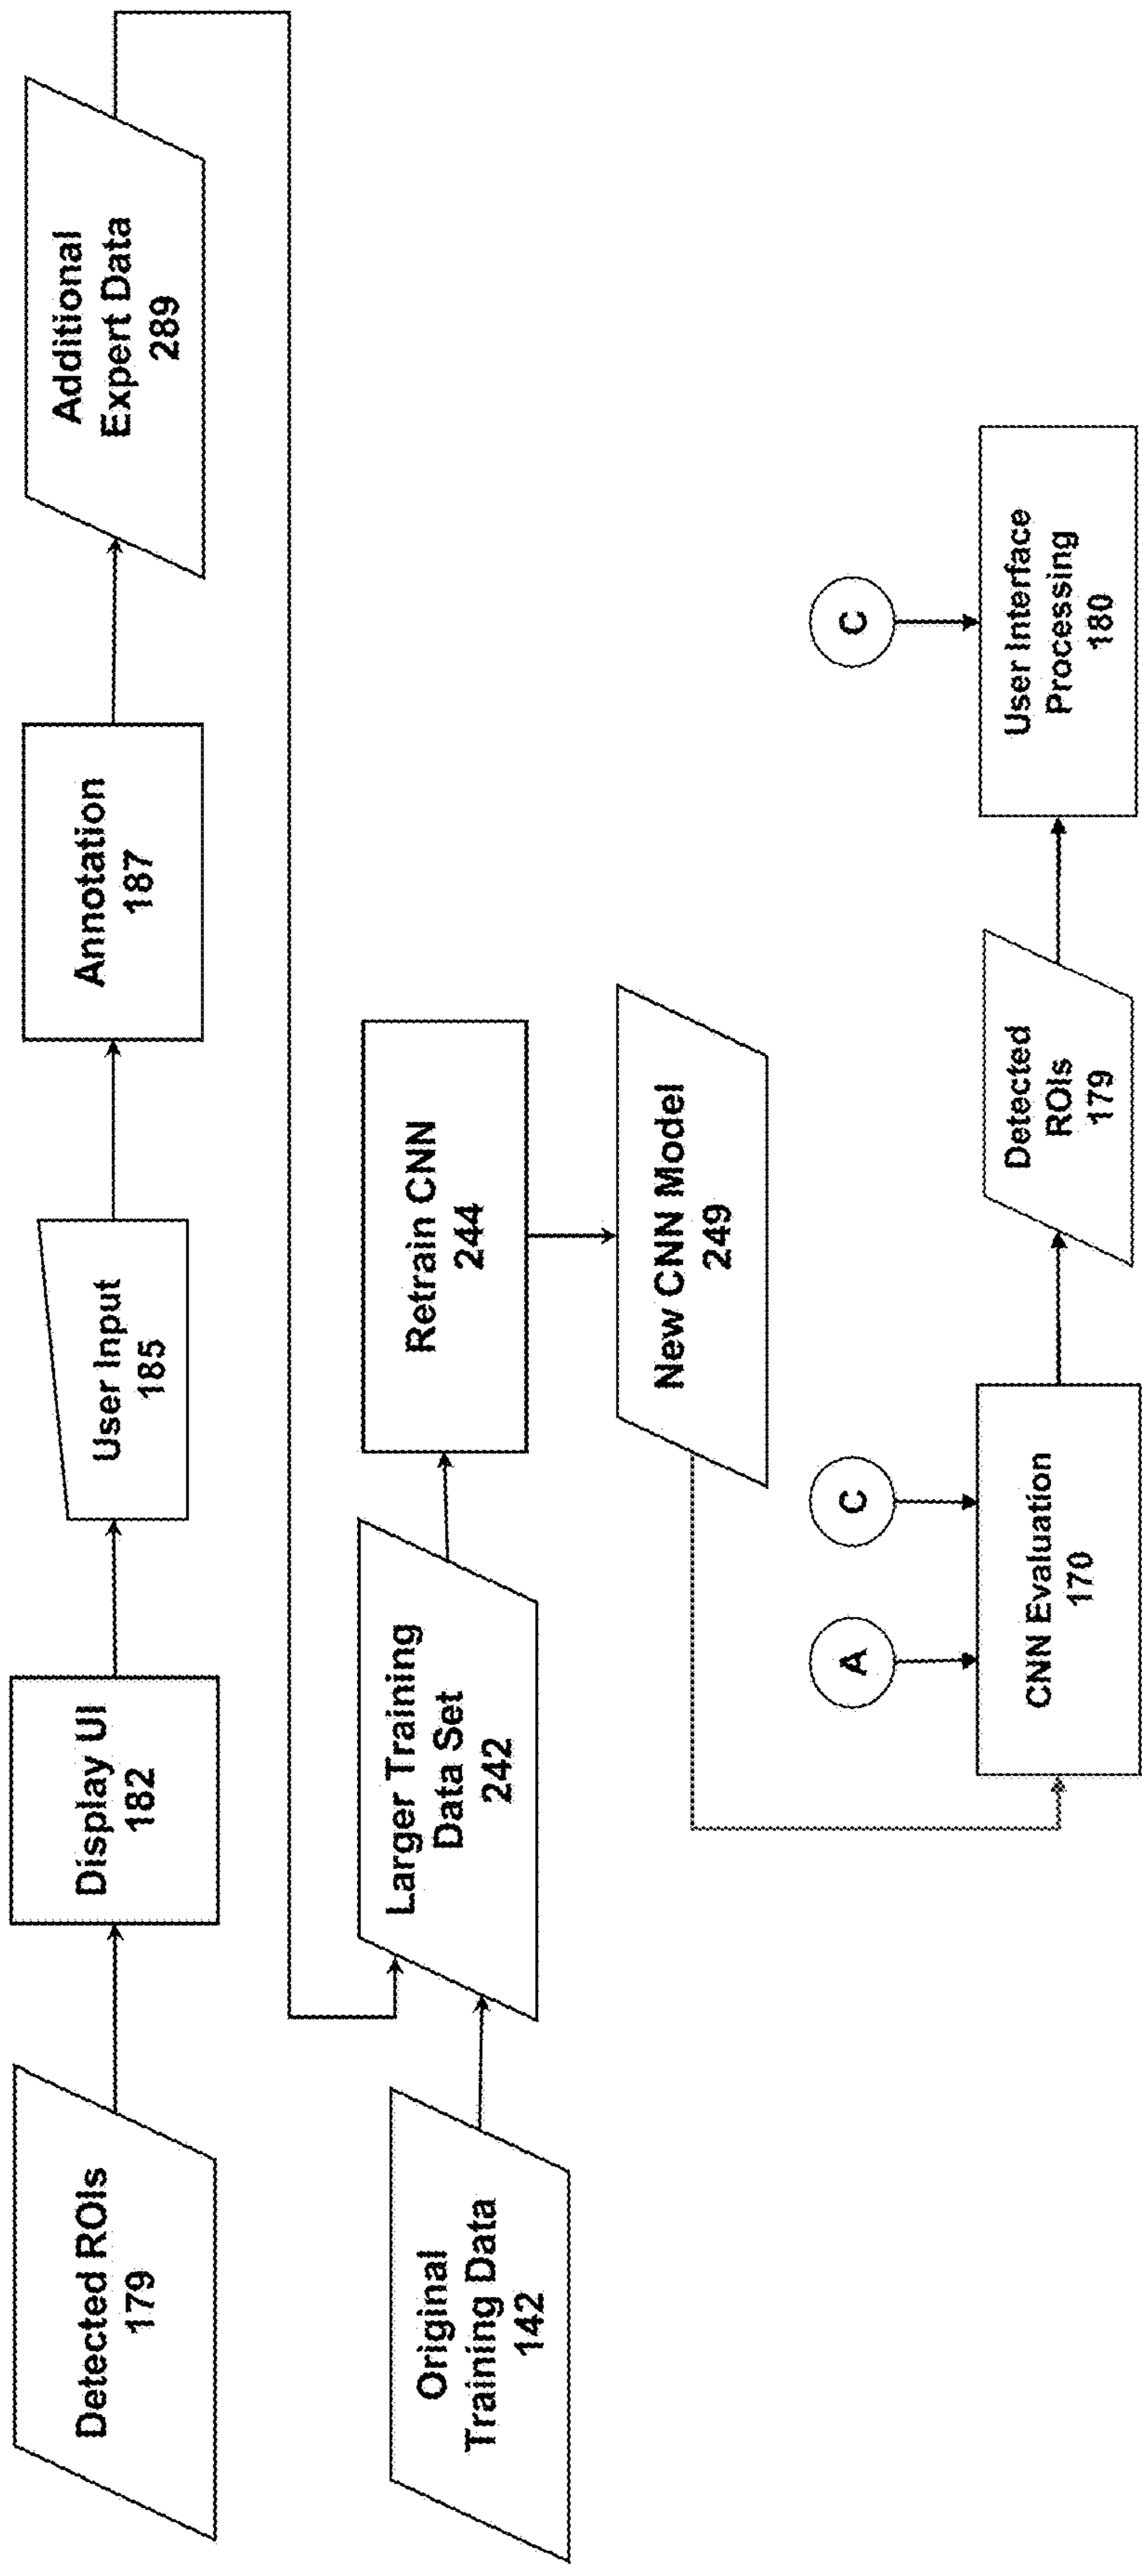 Detected ROIs
179
Display UI
182
User Input
185
Annotation
187
Additional
Expert Data
289
Original
Training Data
142
Larger Training
Data Set
242
Retrain CNN
244
New CNN Model
249
A
C
CNN Evaluation
170
Detected
ROIs
179
C
User Interface
Processing
180